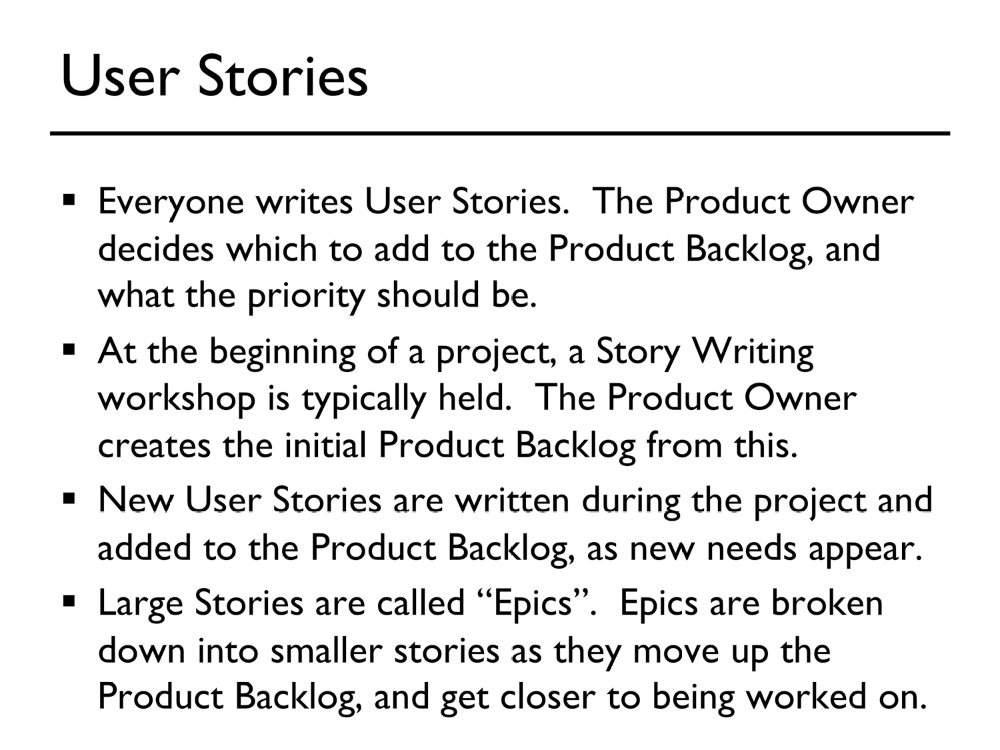 User Stories
▪ Everyone writes User Stories.  The Product Owner
decides which to add to the Product Backlog, and
what the priority should be.
▪ At the beginning of a project, a Story Writing
workshop is typically held.  The Product Owner
creates the initial Product Backlog from this.
▪ New User Stories are written during the project and
added to the Product Backlog, as new needs appear.
▪ Large Stories are called “Epics”.  Epics are broken
down into smaller stories as they move up the
Product Backlog, and get closer to being worked on.